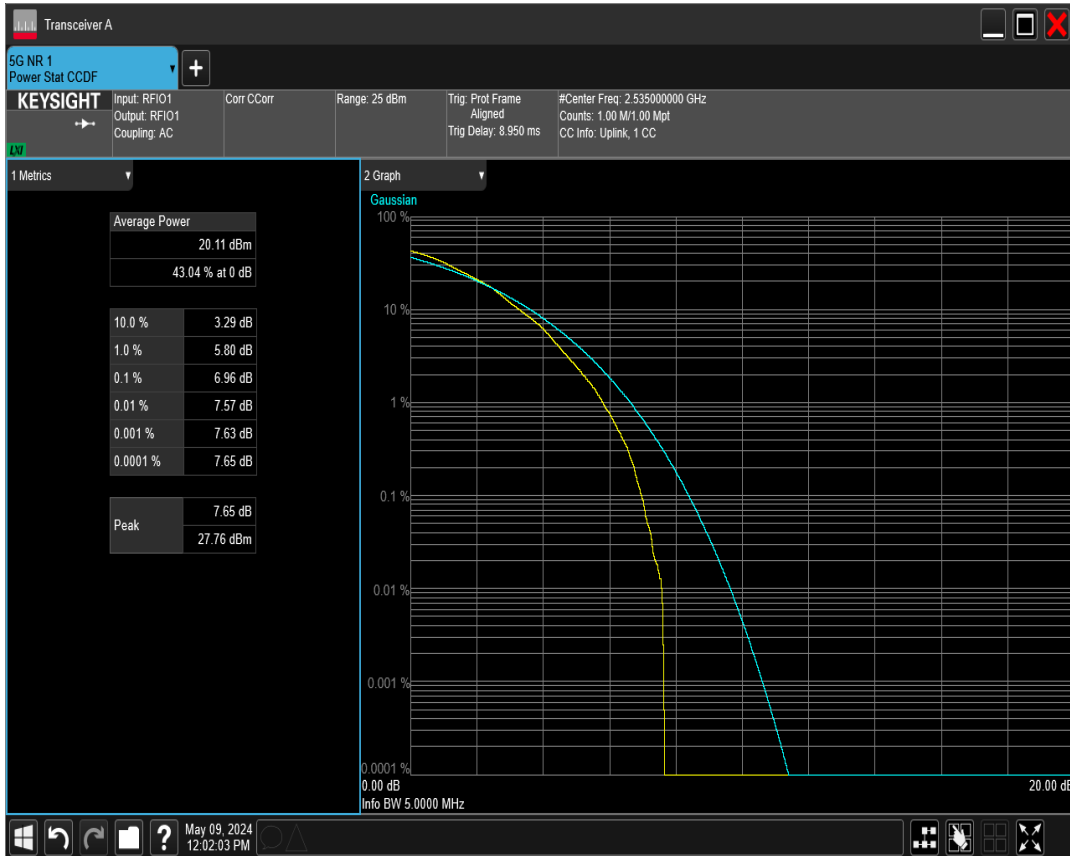 Transceiver A
5G NR 1
Power Stat CCDF
KEYSIGHT
LXI
Input: RFIO1
Output: RFIO1
Coupling: AC
Corr CCorr
Range: 25 dBm
Trig: Prot Frame
Aligned
Trig Delay: 8.950 ms
#Center Freq: 2.535000000 GHz
Counts: 1.00 M/1.00 Mpt
CC Info: Uplink, 1 CC
1 Metrics
Average Power
20.11 dBm
43.04 % at 0 dB
10.0 % 3.29 dB
1.0 % 5.80 dB
0.1 % 6.96 dB
0.01 % 7.57 dB
0.001 % 7.63 dB
0.0001 % 7.65 dB
Peak
7.65 dB
27.76 dBm
2 Graph
Gaussian
100 %
10 %
1 %
0.1 %
0.01 %
0.001 %
0.0001 %
0.00 dB 20.00 dB
Info BW 5.0000 MHz
?
May 09, 2024
12:02:03 PM